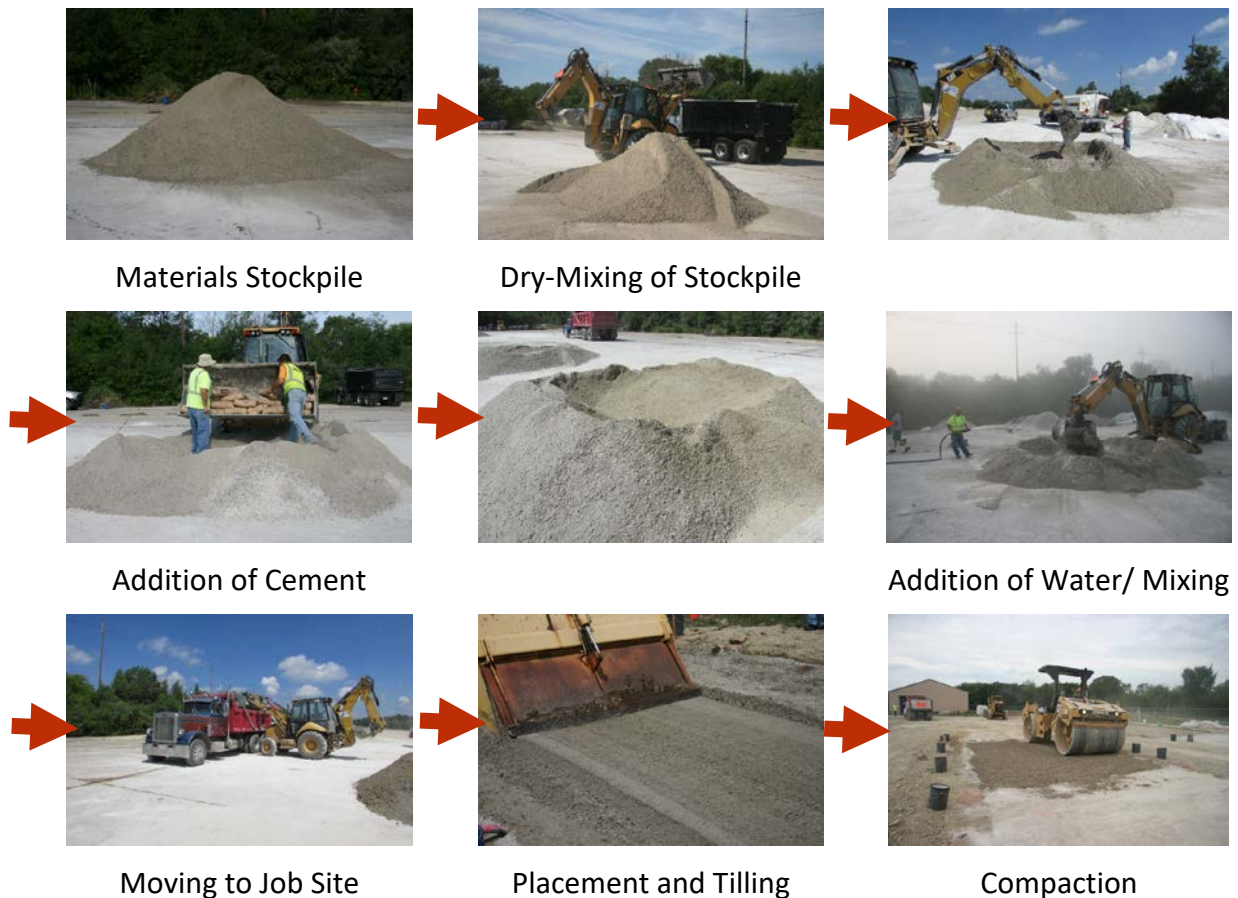 Materials Stockpile
Dry-Mixing of Stockpile
Addition of Cement
Addition of Water/ Mixing
Moving to Job Site
Placement and Tilling
Compaction